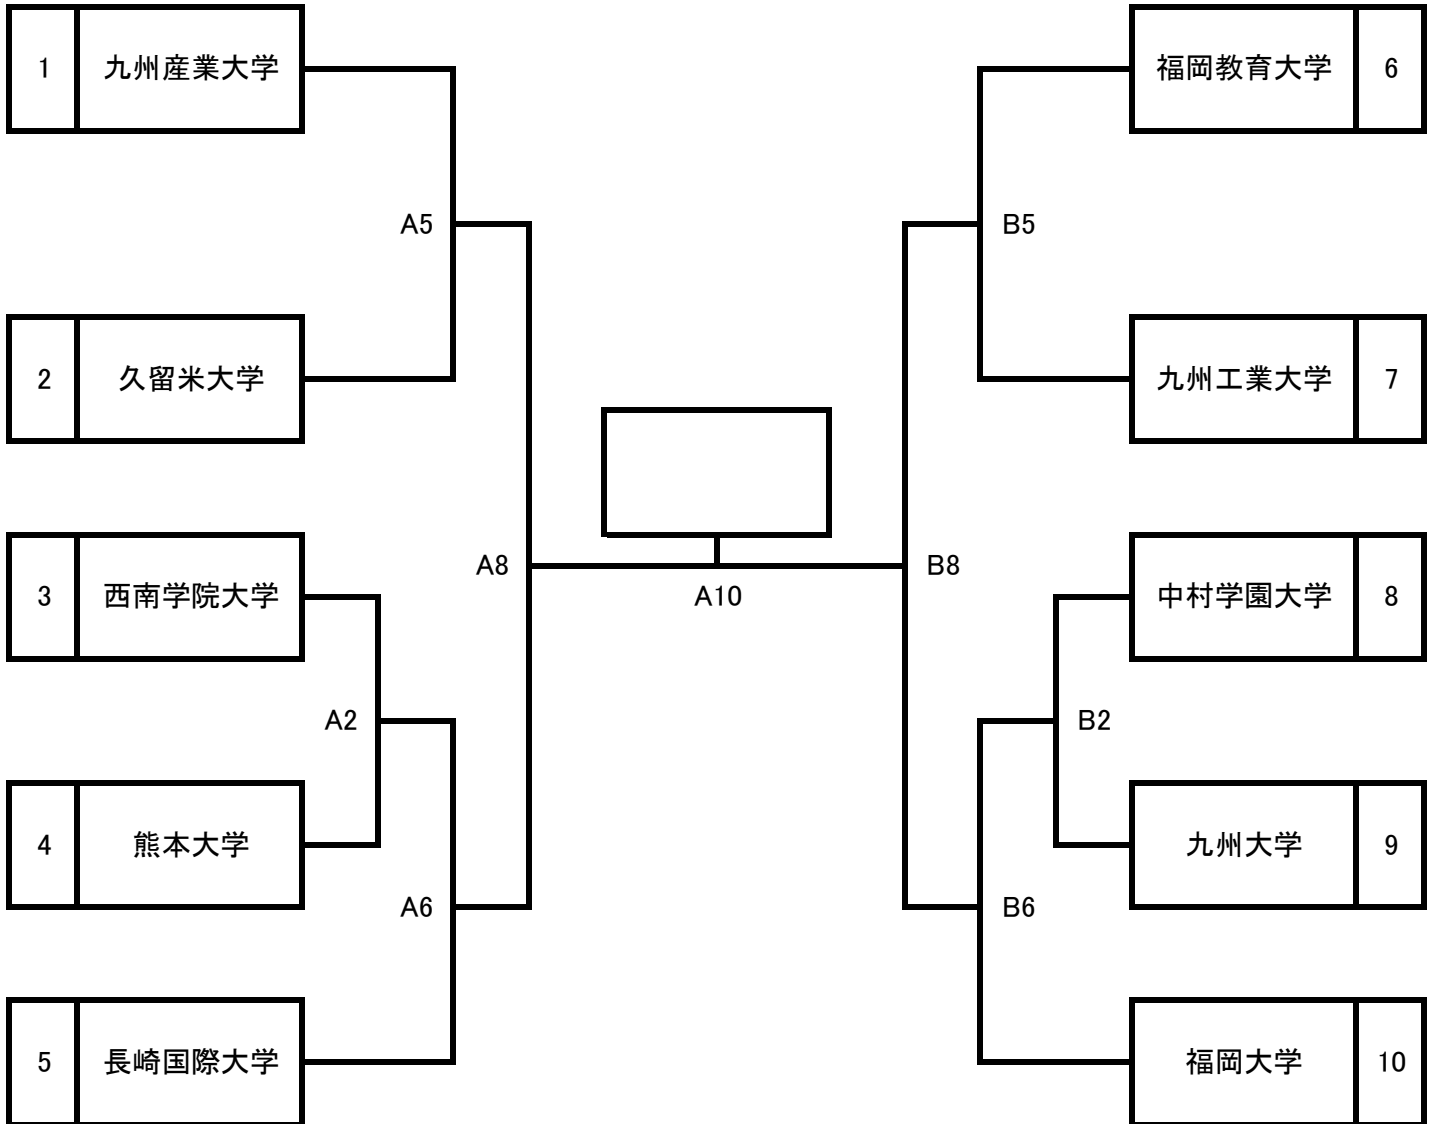 1 九州産業大学
福岡教育大学 6
A5
B5
2 久留米大学
九州工業大学 7
A8
B8
3 西南学院大学
A10
中村学園大学 8
A2
B2
4 熊本大学
九州大学 9
A6
B6
5 長崎国際大学
福岡大学 10